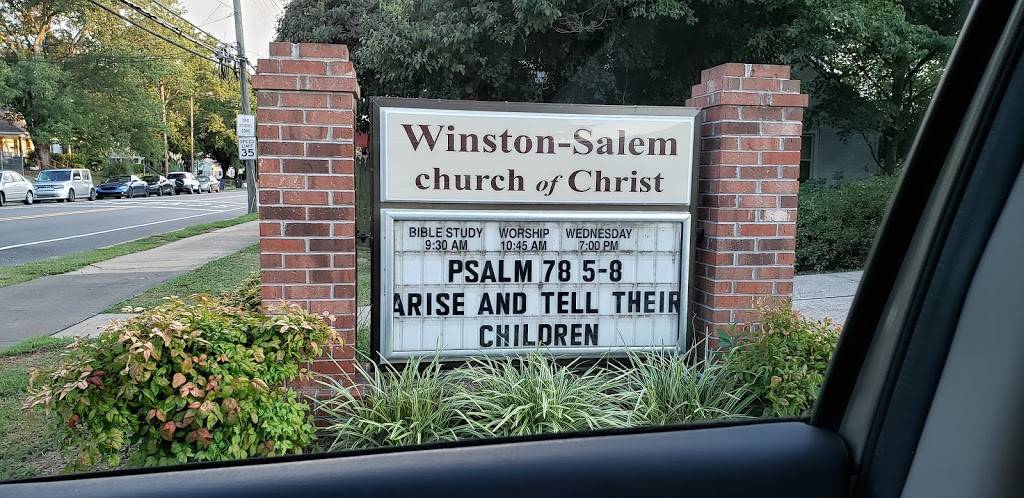 Winston-Salem
church of Christ
BIBLE STUDY WORSHIP WEDNESDAY
9:30 AM 10:45 AM 7:00 PM
PSALM 78 5-8
ARISE AND TELL THEIR
CHILDREN
SPEED
LIMIT
35